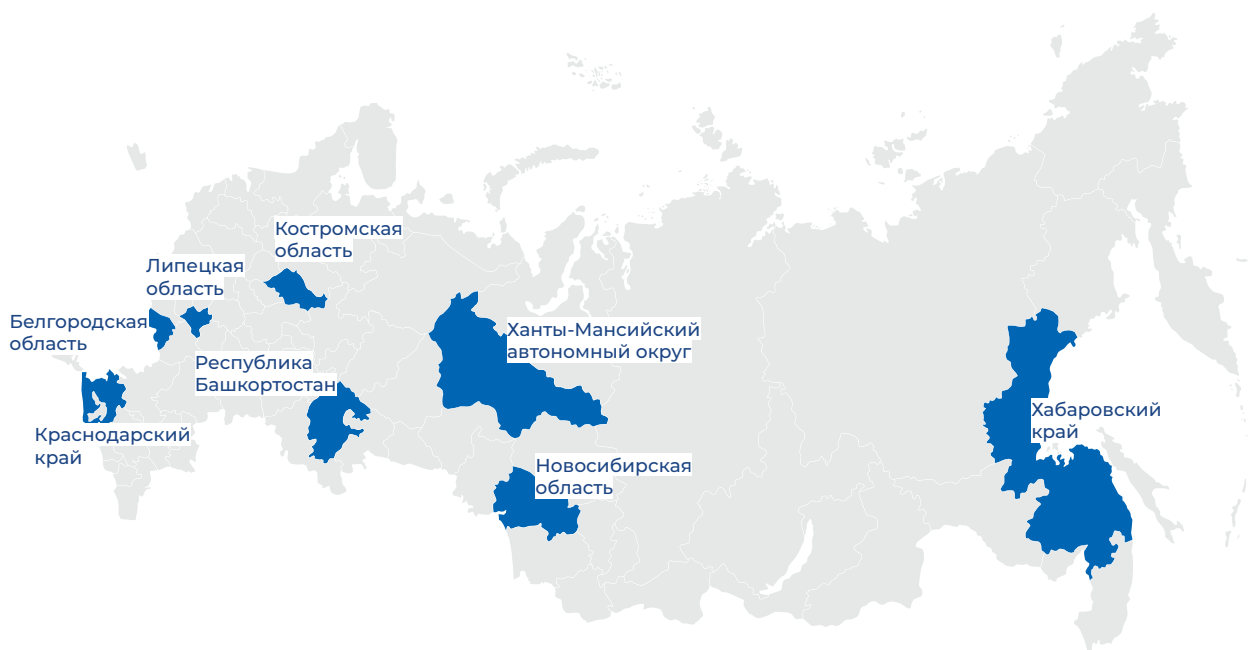 Костромская
область
Липецкая
область
Белгородская
область
Ханты-Мансийский
автономный округ
Республика
Башкортостан
Хабаровский
край
Краснодарский
край
Новосибирская
область